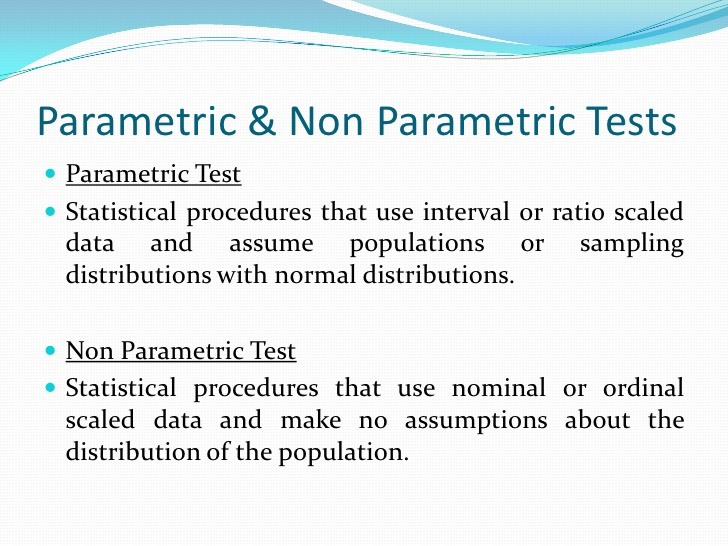 Parametric & Non Parametric Tests
Parametric Test
Statistical procedures that use interval or ratio scaled
data and assume populations or sampling
distributions with normal distributions.
Non Parametric Test
Statistical procedures that use nominal or ordinal
scaled data and make no assumptions about the
distribution of the population.